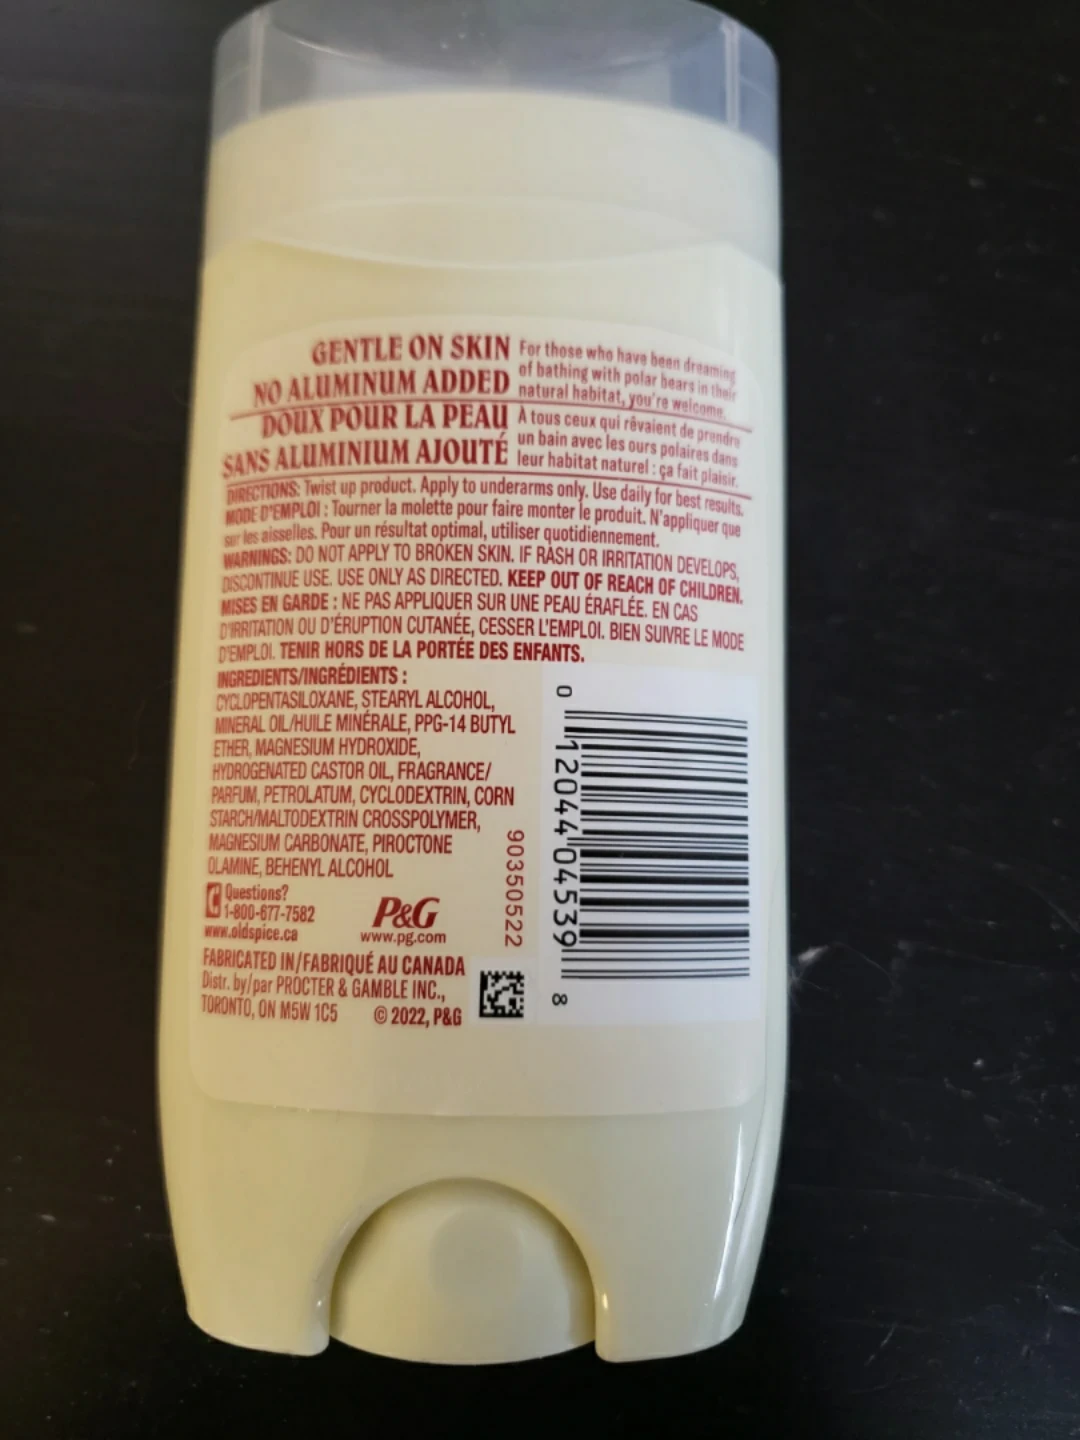 GENTLE ON SKIN
NO ALUMINUM ADDED
For those who have been dreaming
of bathing with polar bears in their
natural habitat, you're welcome.
DOUX POUR LA PEAU
SANS ALUMINIUM AJOUTÉ
À tous ceux qui rêvaient de prendre
un bain avec les ours polaires dans
leur habitat naturel : ça fait plaisir.
DIRECTIONS: Twist up product. Apply to underarms only. Use daily for best results.
MODE D'EMPLOI : Tourner la molette pour faire monter le produit. N'appliquer que
sur les aisselles. Pour un résultat optimal, utiliser quotidiennement.
WARNINGS: DO NOT APPLY TO BROKEN SKIN. IF RASH OR IRRITATION DEVELOPS,
DISCONTINUE USE. USE ONLY AS DIRECTED. KEEP OUT OF REACH OF CHILDREN.
MISES EN GARDE : NE PAS APPLIQUER SUR UNE PEAU ÉRAFLÉE. EN CAS
D'IRRITATION OU D'ÉRUPTION CUTANÉE, CESSER L'EMPLOI. BIEN SUIVRE LE MODE
D'EMPLOI. TENIR HORS DE LA PORTÉE DES ENFANTS.
INGREDIENTS/INGRÉDIENTS :
CYCLOPENTASILOXANE, STEARYL ALCOHOL,
MINERAL OIL/HUILE MINÉRALE, PPG-14 BUTYL
ETHER, MAGNESIUM HYDROXIDE,
HYDROGENATED CASTOR OIL, FRAGRANCE/
PARFUM, PETROLATUM, CYCLODEXTRIN, CORN
STARCH/MALTODEXTRIN CROSSPOLYMER,
MAGNESIUM CARBONATE, PIROCTONE
OLAMINE, BEHENYL ALCOHOL
Questions?
1-800-677-7582
www.oldspice.ca
P&G
www.pg.com
90350522
0 12044 04539 8
FABRICATED IN/FABRIQUÉ AU CANADA
Distr. by/par PROCTER & GAMBLE INC.,
TORONTO, ON M5W 1C5 © 2022, P&G